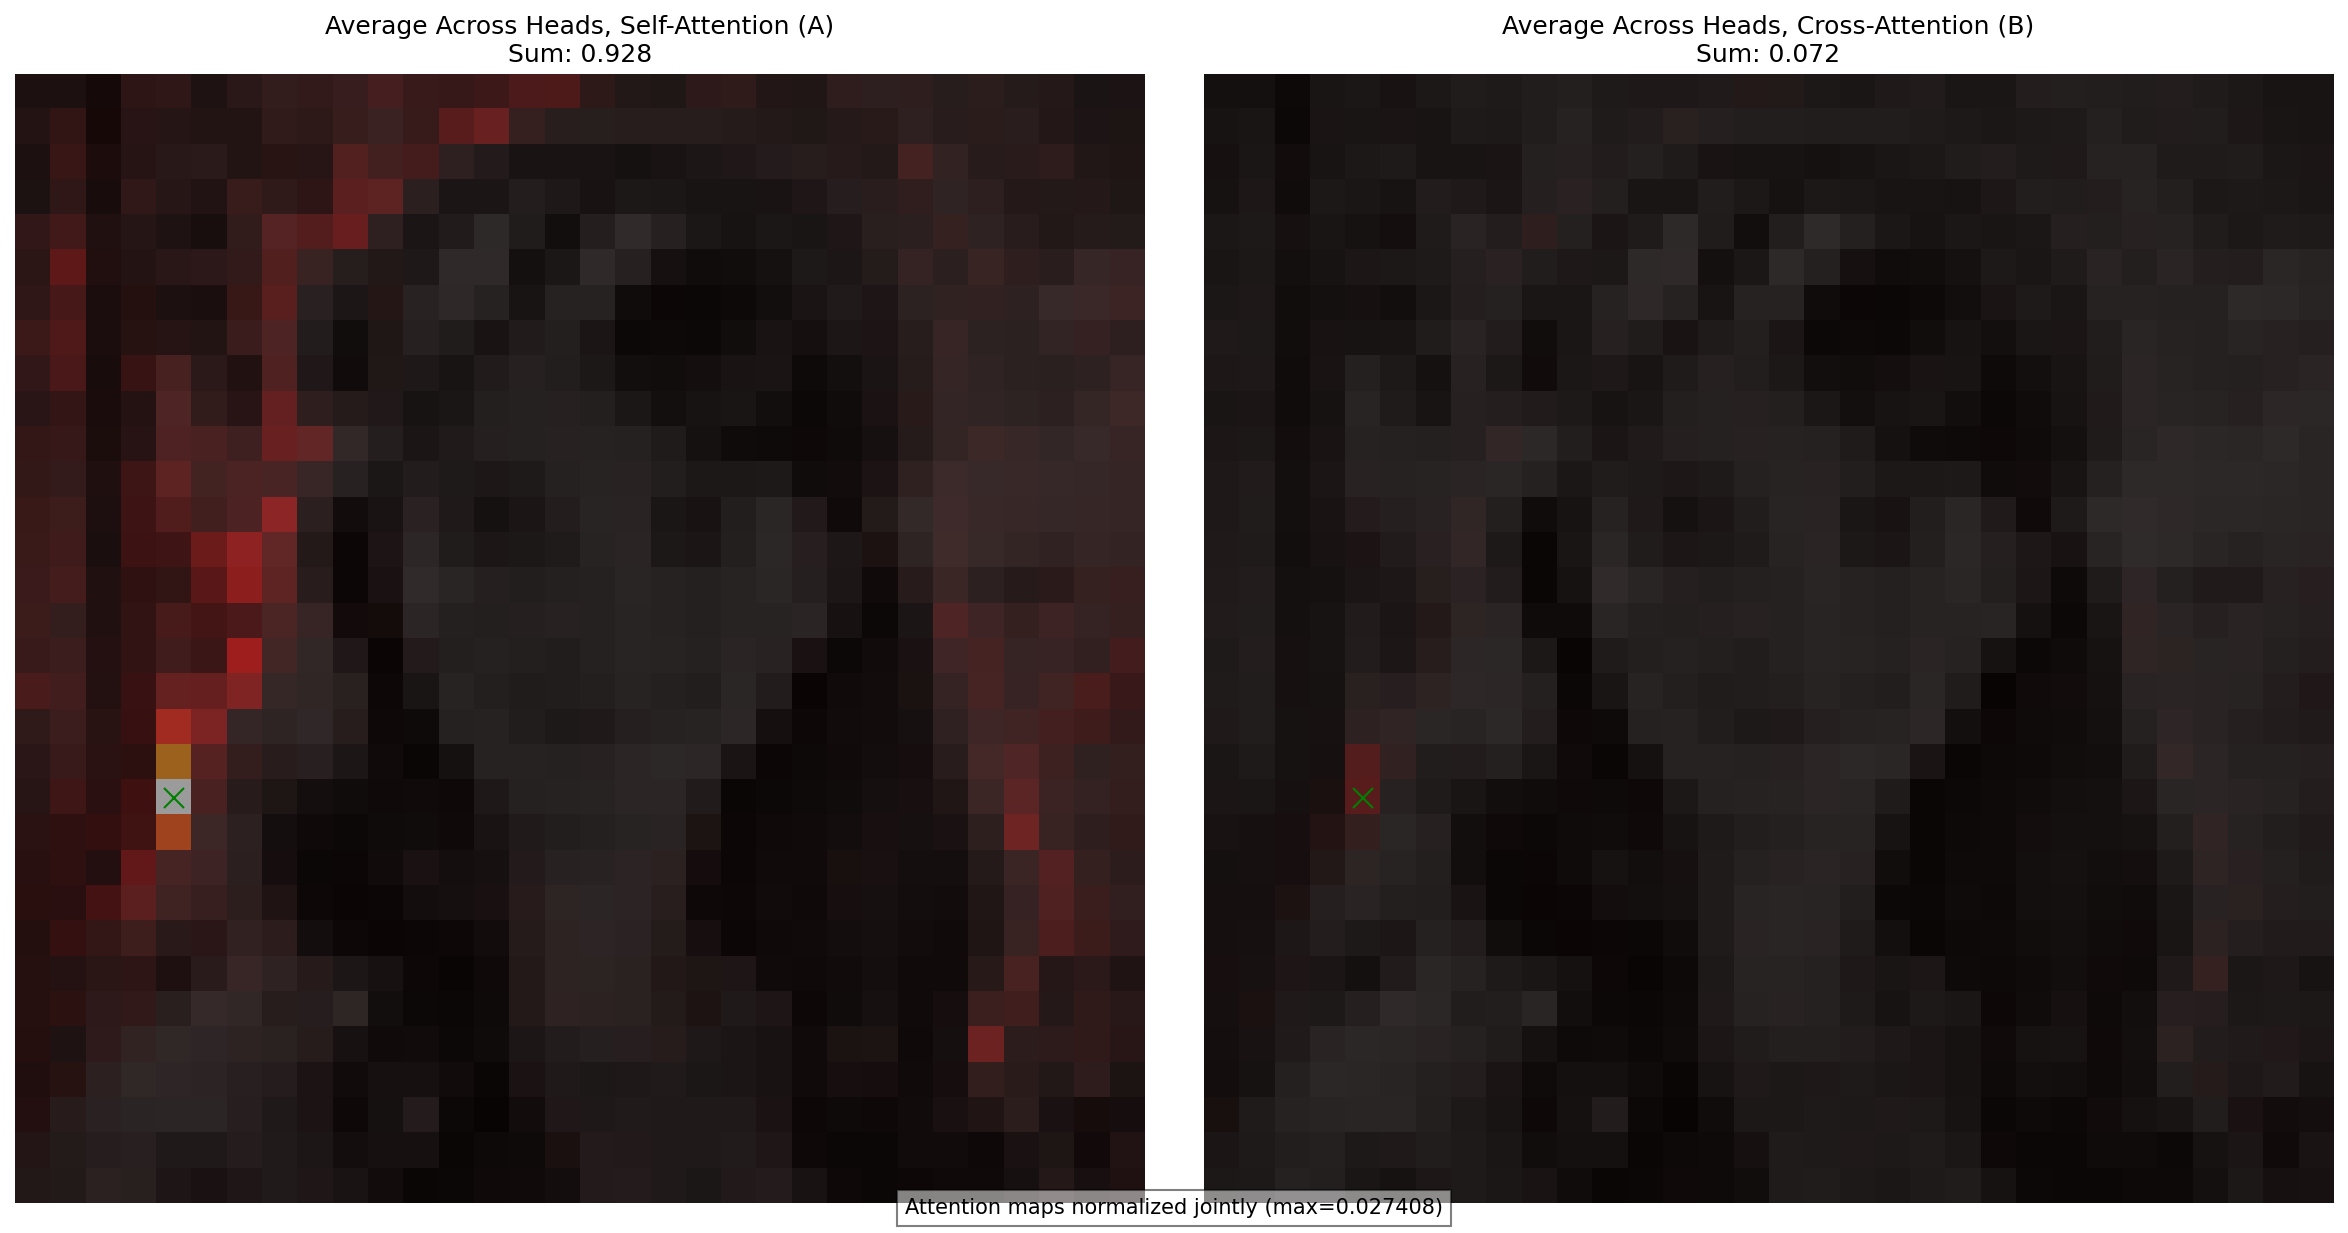 Average Across Heads, Self-Attention (A)
Sum: 0.928
Average Across Heads, Cross-Attention (B)
Sum: 0.072
Attention maps normalized jointly (max=0.027408)